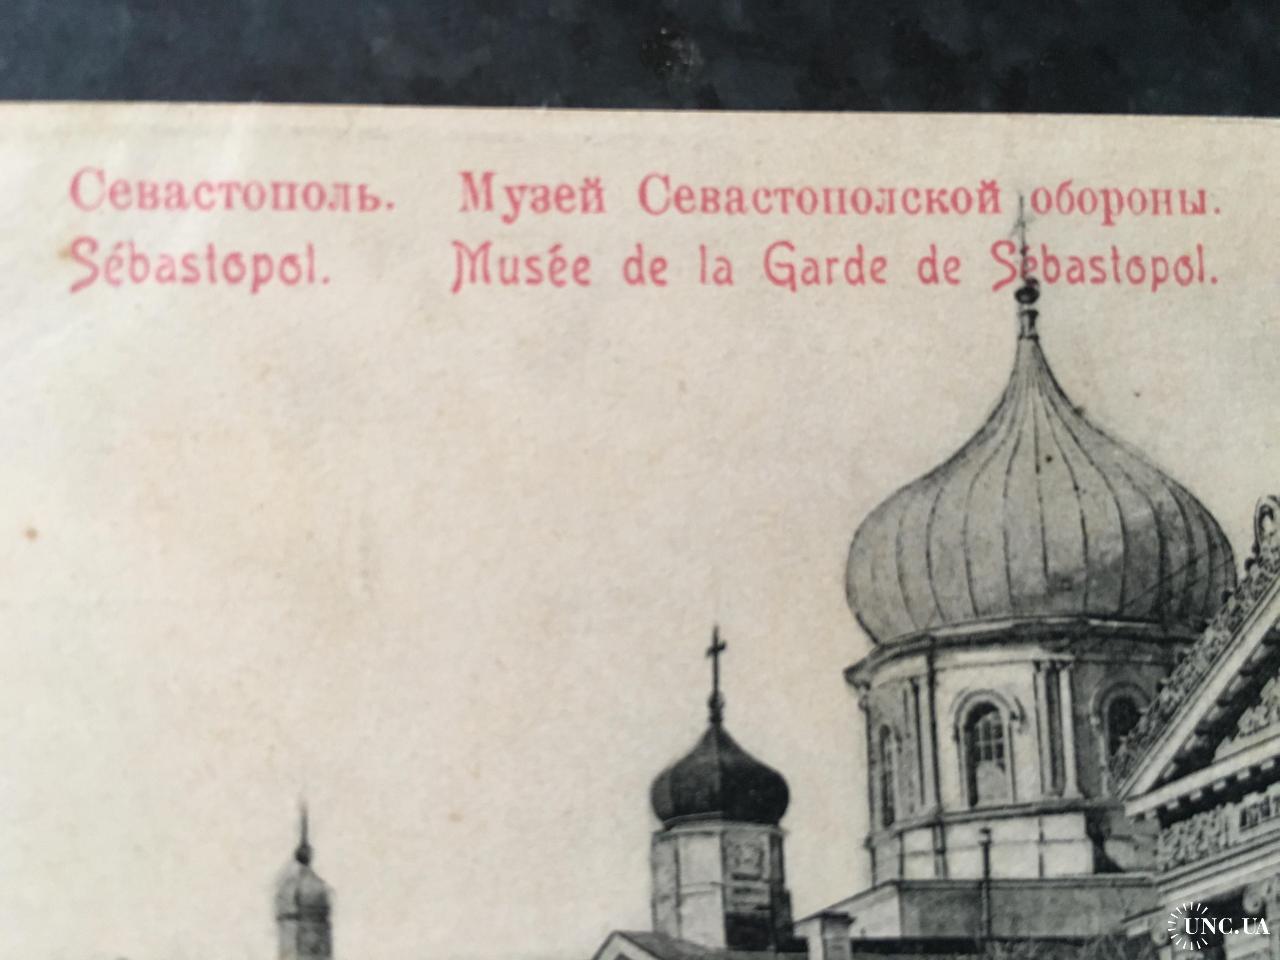 Севастополь. Музей Севастополской обороны.
Sébastopol. Musée de la Garde de Sébastopol.
UNC.UA